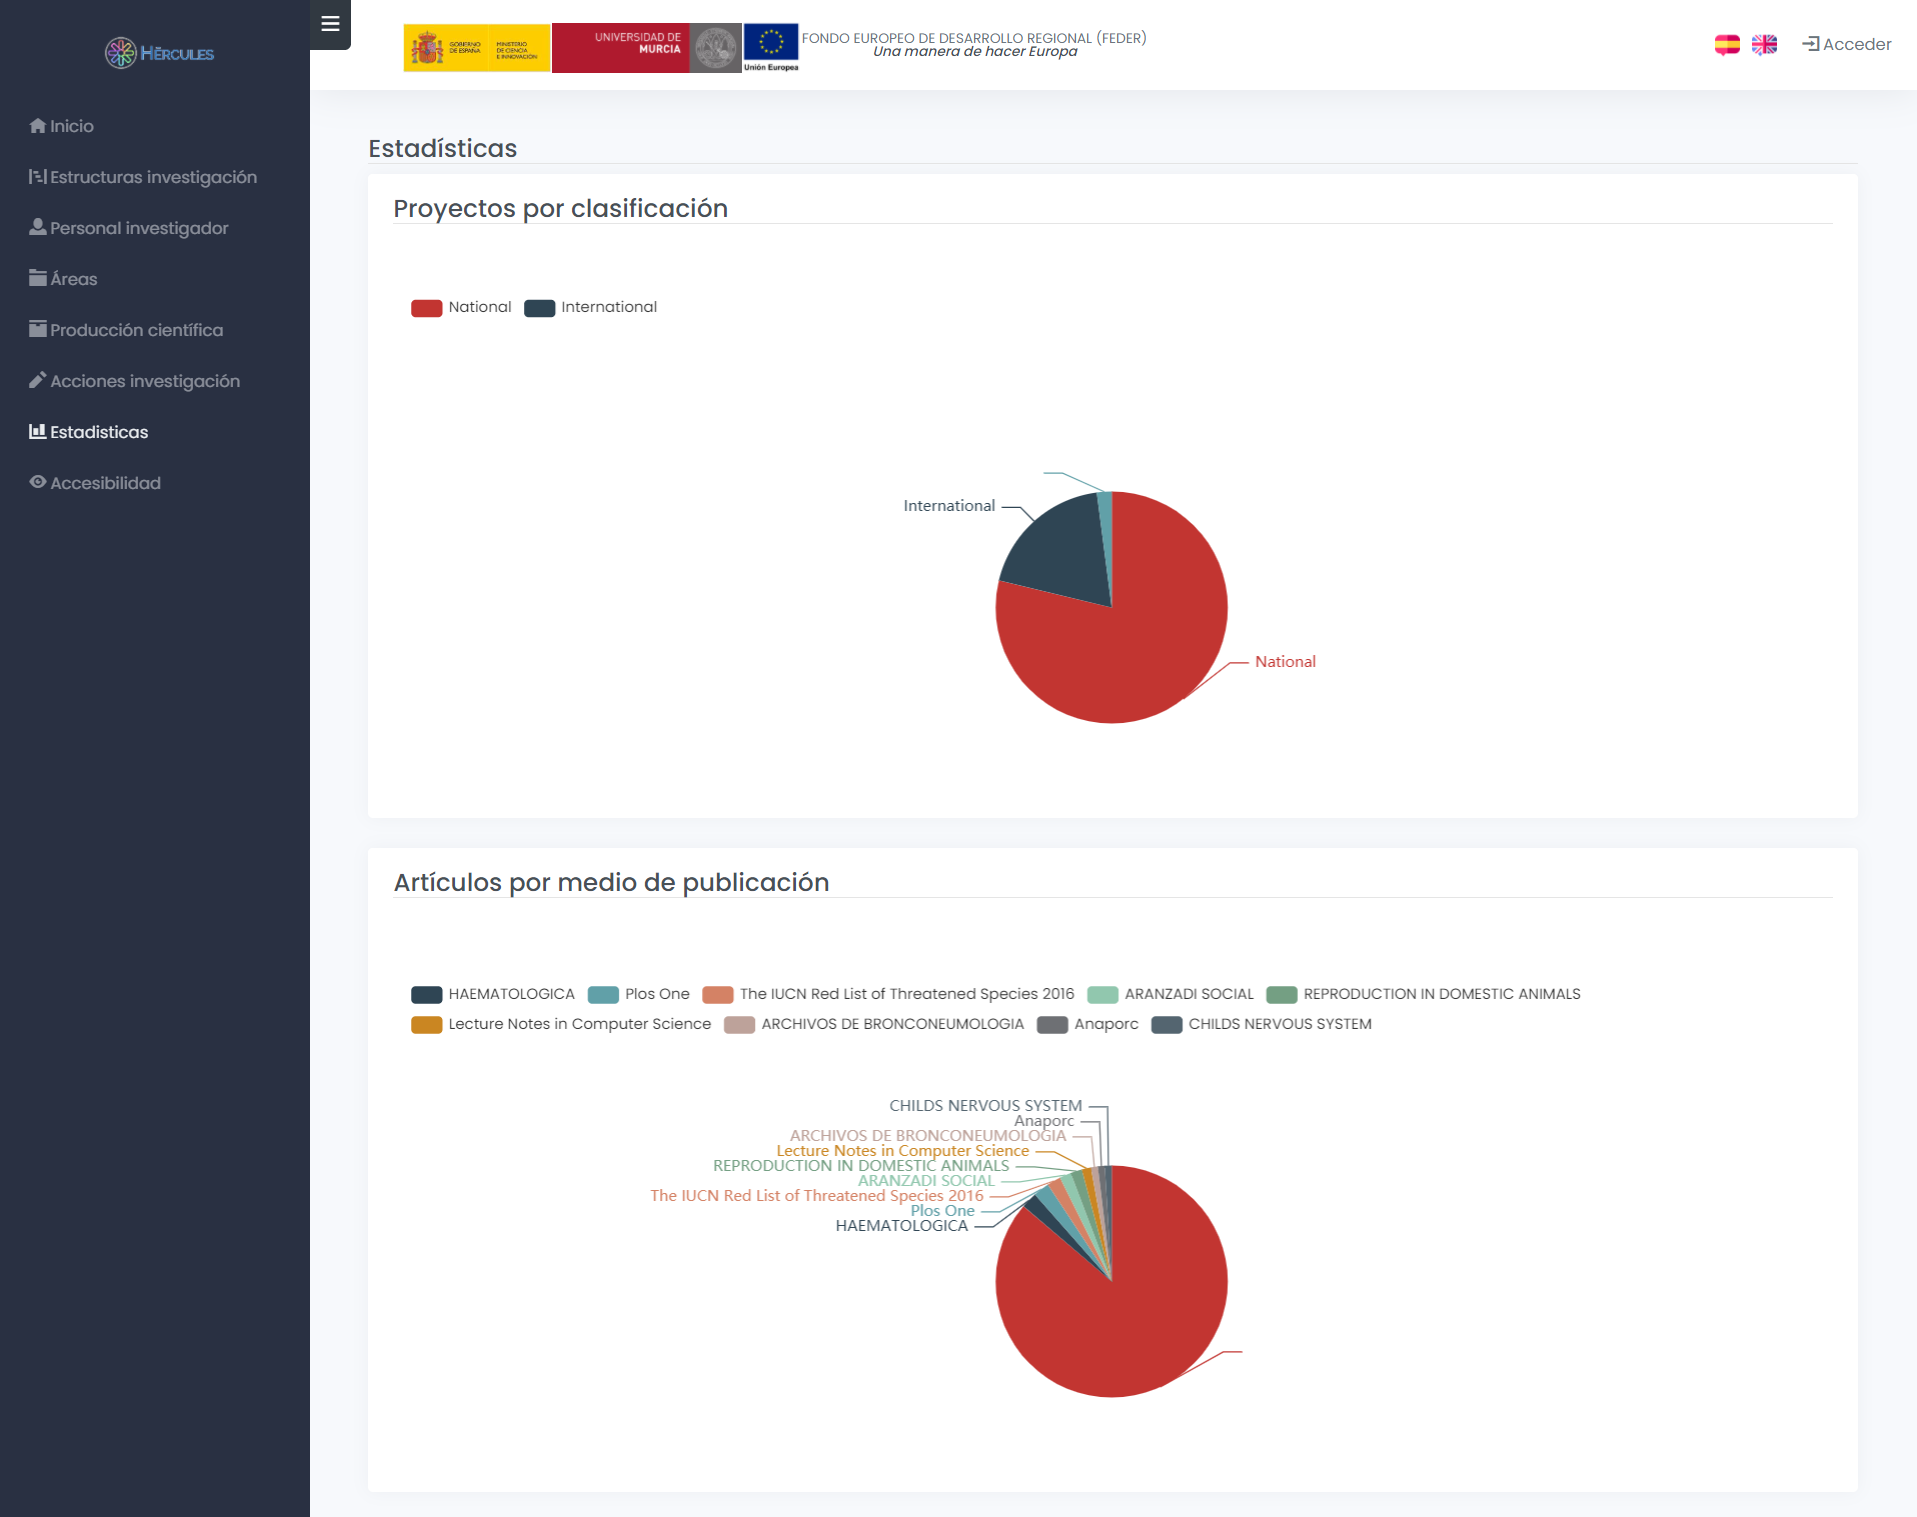 HÉRCULES
Inicio
Estructuras investigación
Personal investigador
Áreas
Producción científica
Acciones investigación
Estadisticas
Accesibilidad
GOBIERNO DE ESPAÑA
MINISTERIO DE CIENCIA E INNOVACIÓN
UNIVERSIDAD DE
MURCIA
Unión Europea
FONDO EUROPEO DE DESARROLLO REGIONAL (FEDER)
Una manera de hacer Europa
Acceder
Estadísticas
Proyectos por clasificación
National International
International
National
Artículos por medio de publicación
HAEMATOLOGICA Plos One The IUCN Red List of Threatened Species 2016 ARANZADI SOCIAL REPRODUCTION IN DOMESTIC ANIMALS
Lecture Notes in Computer Science ARCHIVOS DE BRONCONEUMOLOGIA Anaporc CHILDS NERVOUS SYSTEM
CHILDS NERVOUS SYSTEM
Anaporc
ARCHIVOS DE BRONCONEUMOLOGIA
Lecture Notes in Computer Science
REPRODUCTION IN DOMESTIC ANIMALS
ARANZADI SOCIAL
The IUCN Red List of Threatened Species 2016
Plos One
HAEMATOLOGICA